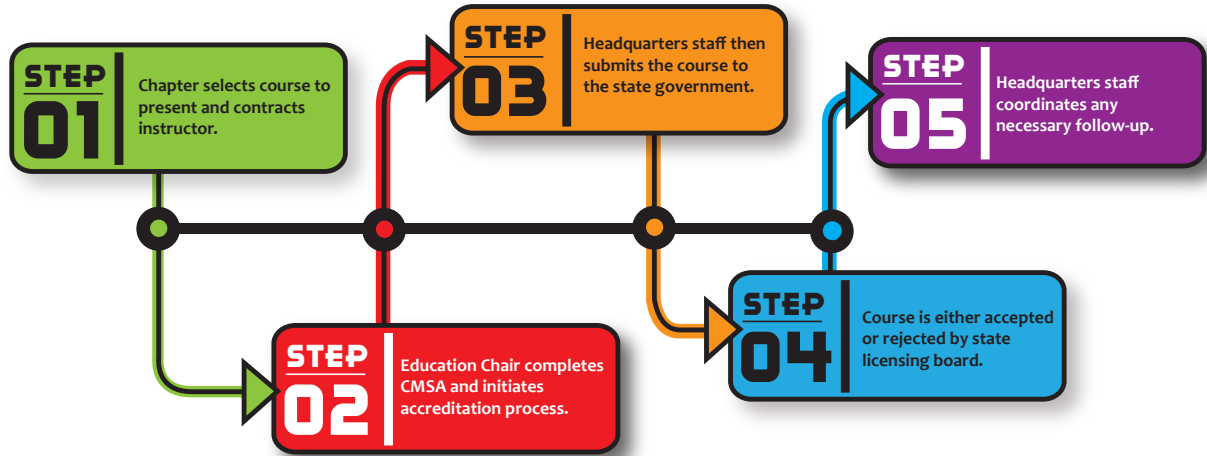 STEP
01
Chapter selects course to
present and contracts
instructor.
STEP
02
Education Chair completes
CMSA and initiates
accreditation process.
STEP
03
Headquarters staff then
submits the course to
the state government.
STEP
04
Course is either accepted
or rejected by state
licensing board.
STEP
05
Headquarters staff
coordinates any
necessary follow-up.